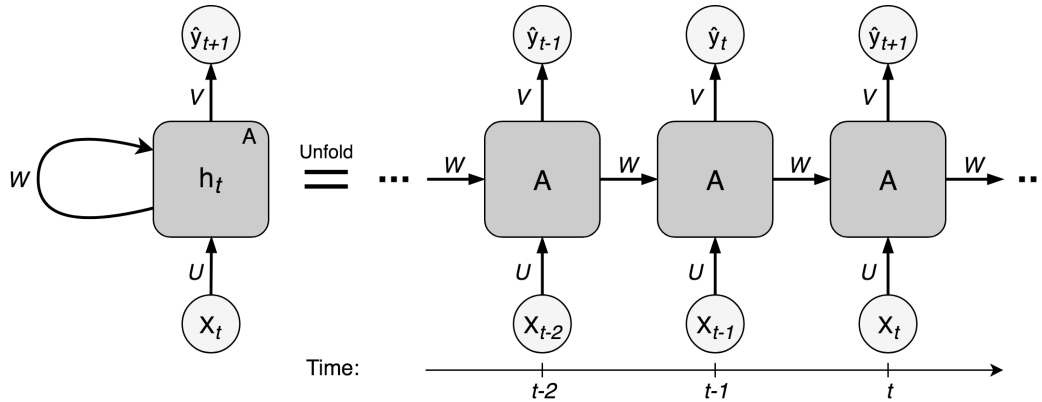 ŷt+1 ŷt-1 ŷt ŷt+1
V V V V
A
W ht Unfold ... W A W A W A W ..
U U U U
Xt Xt-2 Xt-1 Xt
Time:
t-2 t-1 t